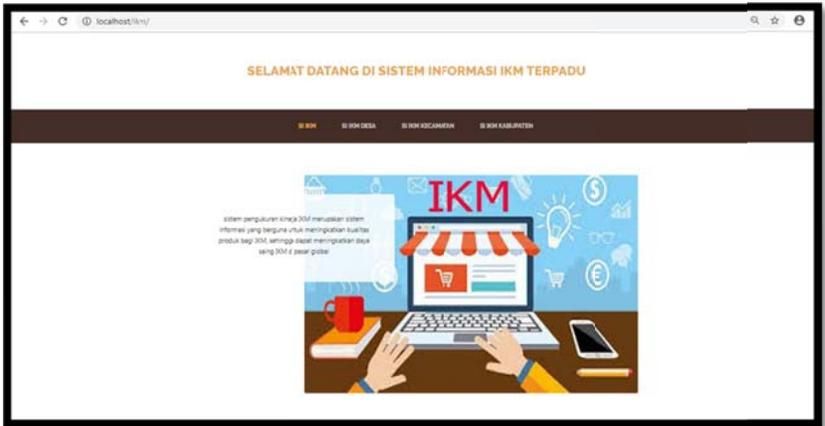 localhost/ikm/
SELAMAT DATANG DI SISTEM INFORMASI IKM TERPADU
SI IKM SI IKM DESA SI IKM KECAMATAN SI IKM KABUPATEN
IKM
sistem pengukuran kinerja IKM merupakan sistem
informasi yang berguna untuk meningkatkan kualitas
produk bagi IKM, sehingga dapat meningkatkan daya
saing IKM di pasar global